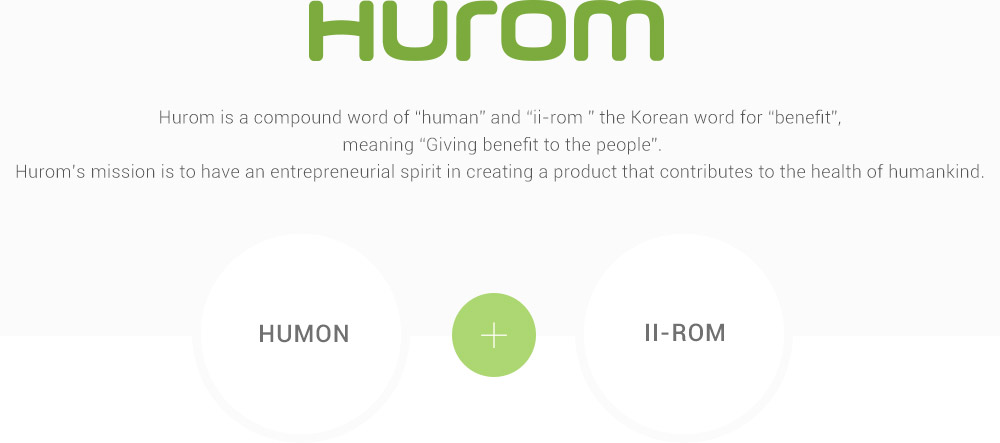 Hurom
Hurom is a compound word of “human” and “ii-rom ” the Korean word for “benefit”,
meaning “Giving benefit to the people”.
Hurom's mission is to have an entrepreneurial spirit in creating a product that contributes to the health of humankind.
HUMON + II-ROM